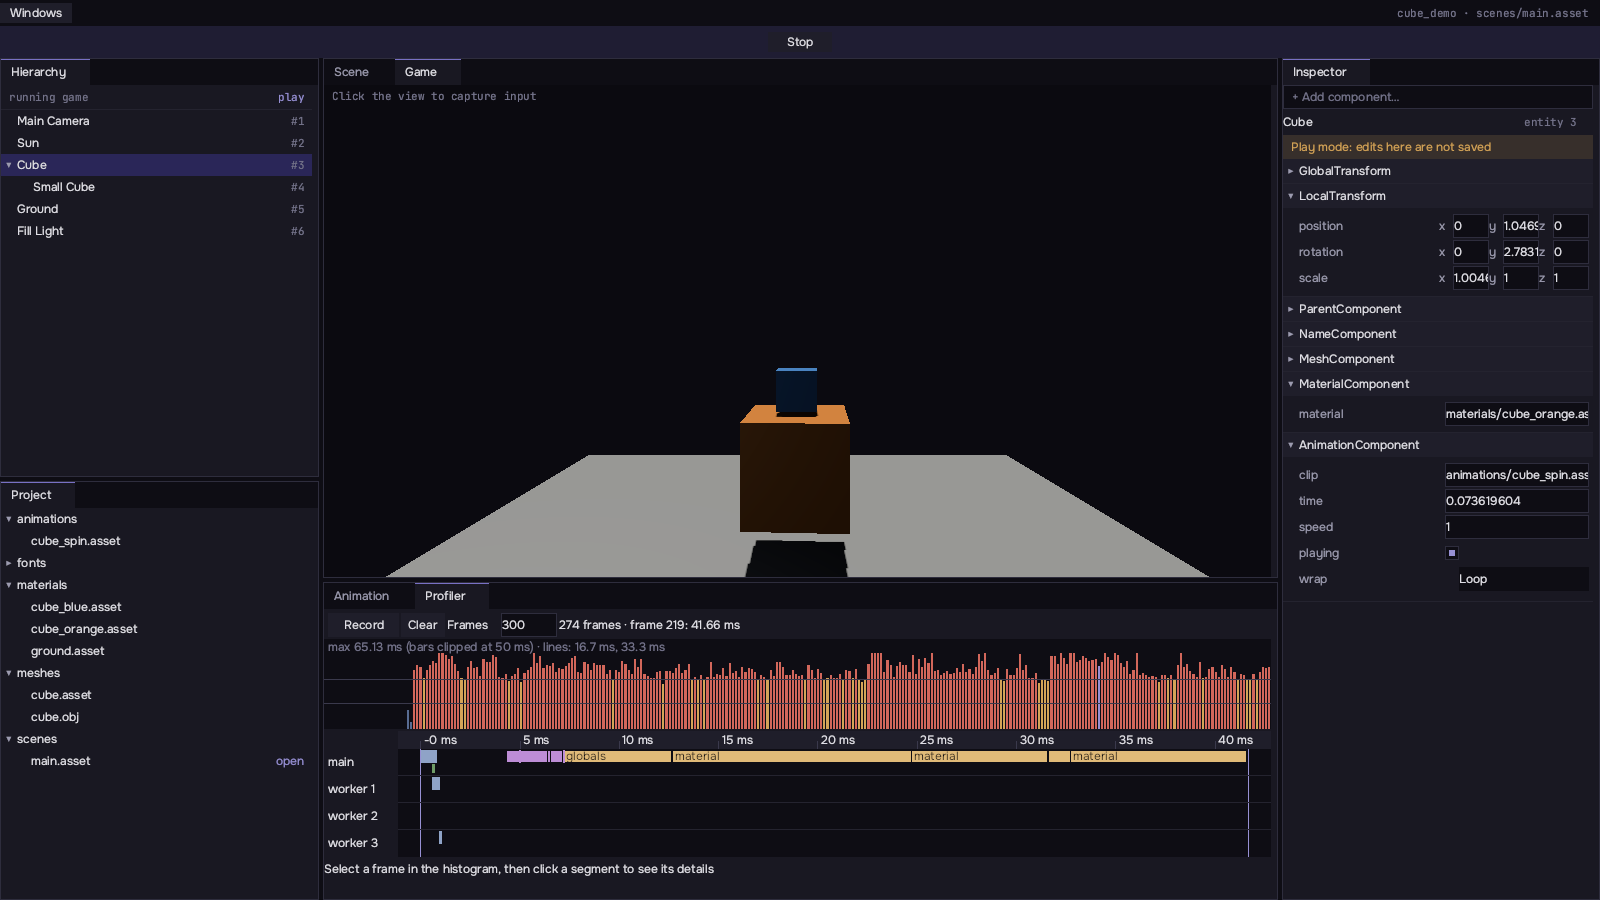 Windows
cube_demo · scenes/main.asset
Stop
Hierarchy
running game play
Main Camera #1
Sun #2
Cube #3
Small Cube #4
Ground #5
Fill Light #6
Project
animations
cube_spin.asset
fonts
materials
cube_blue.asset
cube_orange.asset
ground.asset
meshes
cube.asset
cube.obj
scenes
main.asset open
Scene Game
Click the view to capture input
Animation Profiler
Record Clear Frames 300 274 frames · frame 219: 41.66 ms
max 65.13 ms (bars clipped at 50 ms) · lines: 16.7 ms, 33.3 ms
-0 ms 5 ms 10 ms 15 ms 20 ms 25 ms 30 ms 35 ms 40 ms
main globals material material material
worker 1
worker 2
worker 3
Select a frame in the histogram, then click a segment to see its details
Inspector
+ Add component...
Cube entity 3
Play mode: edits here are not saved
GlobalTransform
LocalTransform
position x 0 y 1.0469 z 0
rotation x 0 y 2.7831 z 0
scale x 1.0046 y 1 z 1
ParentComponent
NameComponent
MeshComponent
MaterialComponent
material materials/cube_orange.as
AnimationComponent
clip animations/cube_spin.ass
time 0.073619604
speed 1
playing
wrap Loop